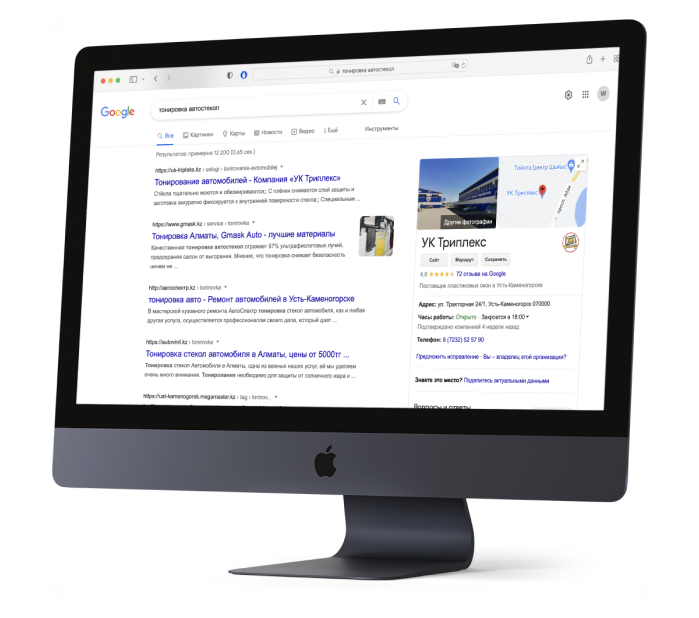 тонировка автостекол
Google
тонировка автостекол
W
Все Картинки Карты Новости Видео Ещё Инструменты
Результатов: примерно 12 200 (0,65 сек.)
https://uk-tripleks.kz › uslugi › tonirovanie-avtomobilej
Тонирование автомобилей - Компания «УК Триплекс»
Стёкла тщательно моются и обезжириваются;; С плёнки снимается слой защиты и
заготовка аккуратно фиксируется к внутренней поверхности стекла;; Специальным ...
https://www.gmask.kz › service › tonirovka
Тонировка Алматы, Gmask Auto - лучшие материалы
Качественная тонировка автостекол отражает 97% ультрафиолетовых лучей,
предохраняя салон от выгорания. Мнение, что тонировка снижает безопасность
ничем не ...
http://автоспектр.kz › tonirovka
тонировка авто - Ремонт автомобилей в Усть-Каменогорске
В мастерской кузовного ремонта АвтоСпектр тонировка стекол автомобиля, как и любая
другая услуга, осуществляется профессионалом своего дела, который дает ...
https://autovinil.kz › tonirovka
Тонировка стекол автомобиля в Алматы, цены от 5000тг ...
Тонировка стекол Автомобиля в Алматы, одна из важных наших услуг, ей мы уделяем
очень много внимания. Тонирование необходимо для защиты от солнечного жара и ...
https://ust-kamenogorsk.megamaster.kz › tag › tonirov...
Другие фотографии
Тойота Центр Шыгыс
УК Триплекс
просп. Абая
УК Триплекс
Сайт Маршрут Сохранить
4,6 72 отзыва на Google
Поставщик пластиковых окон в Усть-Каменогорске
Адрес: ул. Тракторная 24/1, Усть-Каменогорск 070000
Часы работы: Открыто · Закроется в 18:00
Подтверждено компанией 4 недели назад
Телефон: 8 (7232) 52 57 90
Предложить исправление · Вы – владелец этой организации?
Знаете это место? Поделитесь актуальными данными
Вопросы и ответы